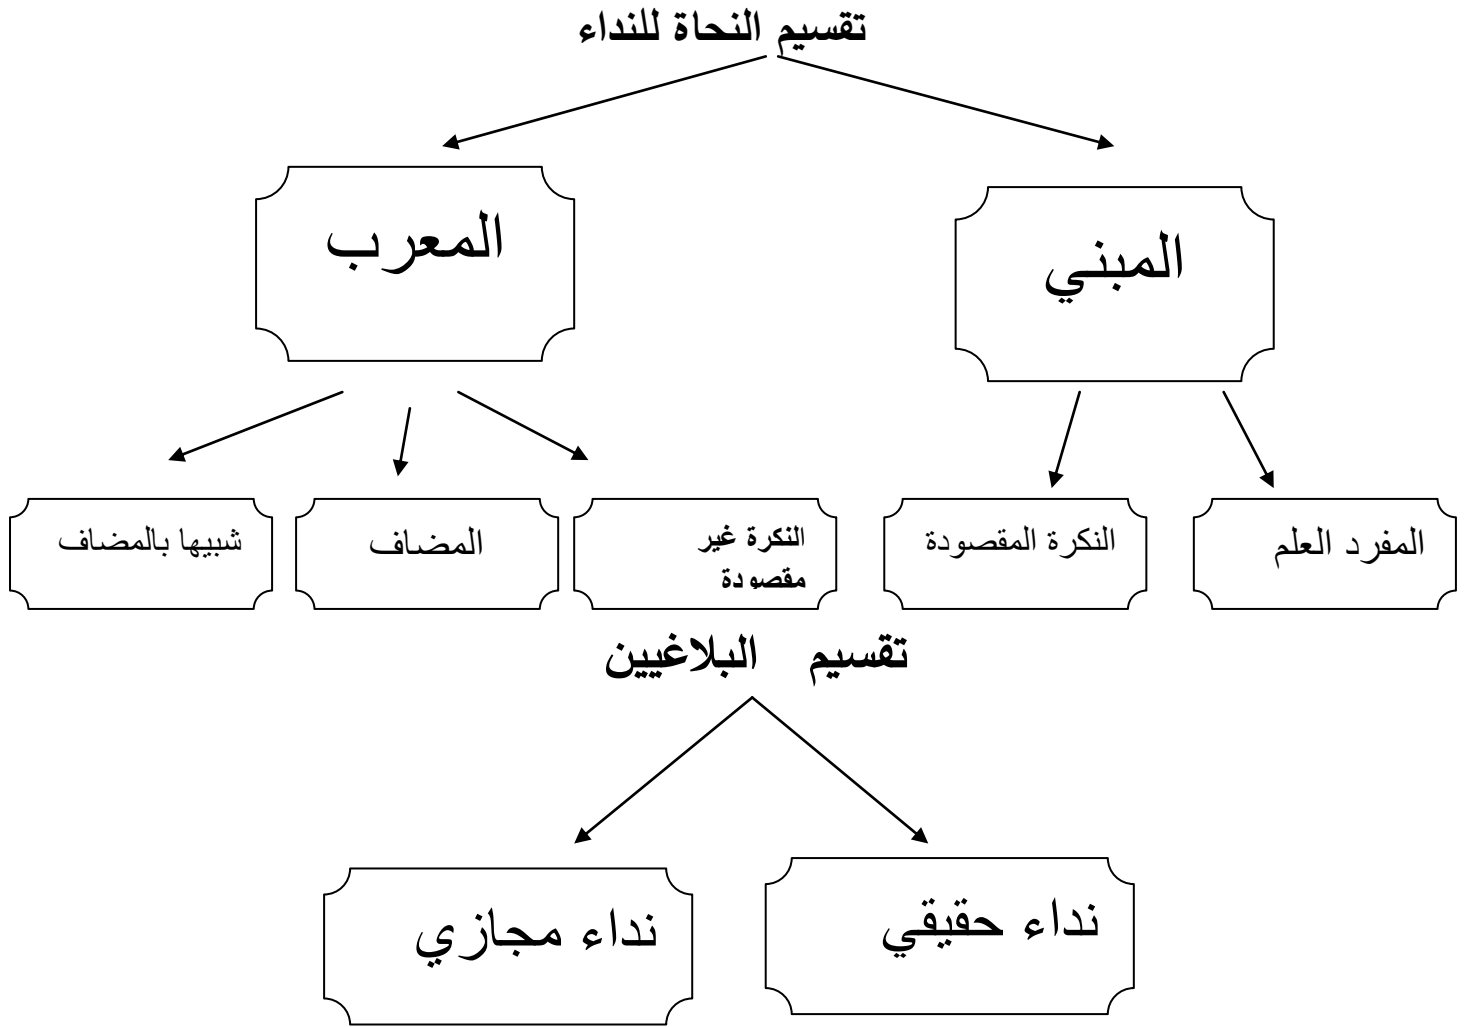 تقسيم النحاة للنداء
المبني
المعرب
المفرد العلم
النكرة المقصودة
النكرة غير
مقصودة
المضاف
شبيها بالمضاف
تقسيم البلاغيين
نداء حقيقي
نداء مجازي